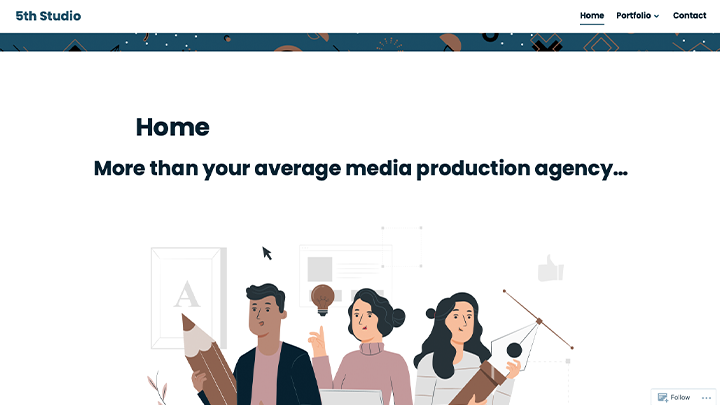 5th Studio
Home
Portfolio
Contact
Home
More than your average media production agency...
A
Follow